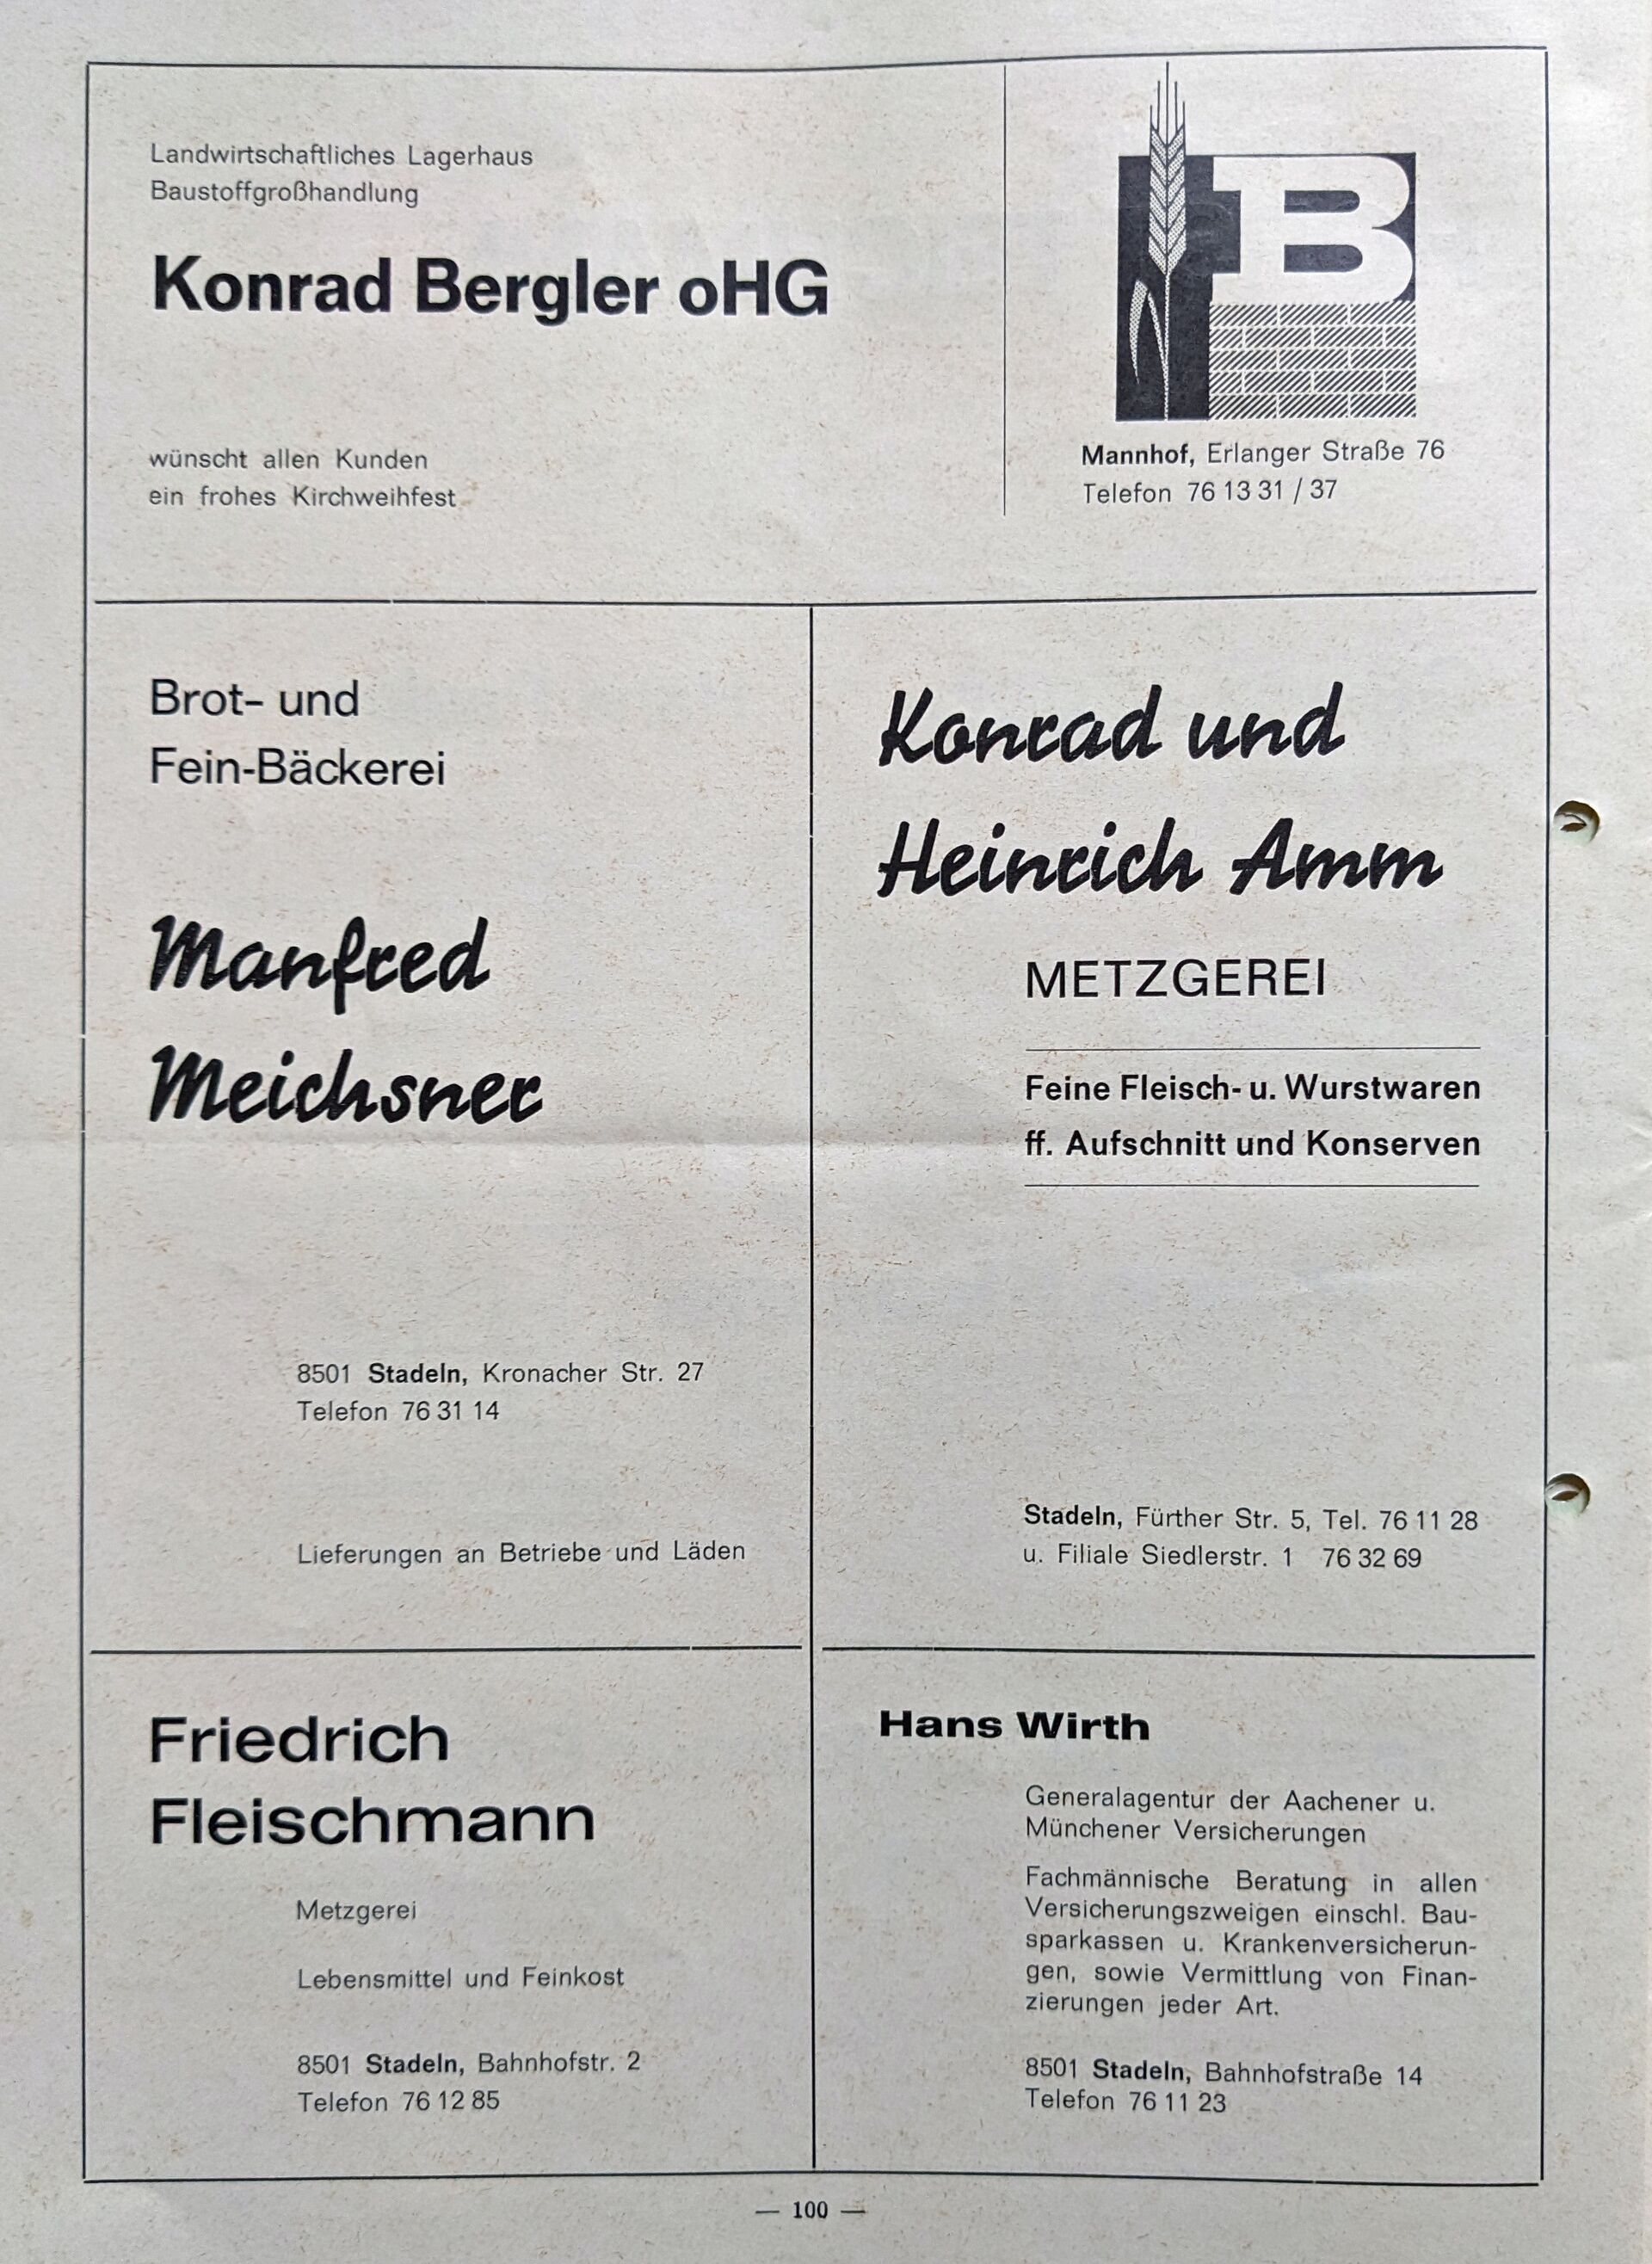 Landwirtschaftliches Lagerhaus
Baustoffgroßhandlung
Konrad Bergler oHG
wünscht allen Kunden
ein frohes Kirchweihfest
B
Mannhof, Erlanger Straße 76
Telefon 76 13 31 / 37
Brot- und
Fein-Bäckerei
Manfred
Meichsner
8501 Stadeln, Kronacher Str. 27
Telefon 76 31 14
Lieferungen an Betriebe und Läden
Konrad und
Heinrich Amm
METZGEREI
Feine Fleisch- u. Wurstwaren
ff. Aufschnitt und Konserven
Stadeln, Fürther Str. 5, Tel. 76 11 28
u. Filiale Siedlerstr. 1 76 32 69
Friedrich
Fleischmann
Metzgerei
Lebensmittel und Feinkost
8501 Stadeln, Bahnhofstr. 2
Telefon 76 12 85
Hans Wirth
Generalagentur der Aachener u.
Münchener Versicherungen
Fachmännische Beratung in allen
Versicherungszweigen einschl. Bau-
sparkassen u. Krankenversicherun-
gen, sowie Vermittlung von Finan-
zierungen jeder Art.
8501 Stadeln, Bahnhofstraße 14
Telefon 76 11 23
— 100 —